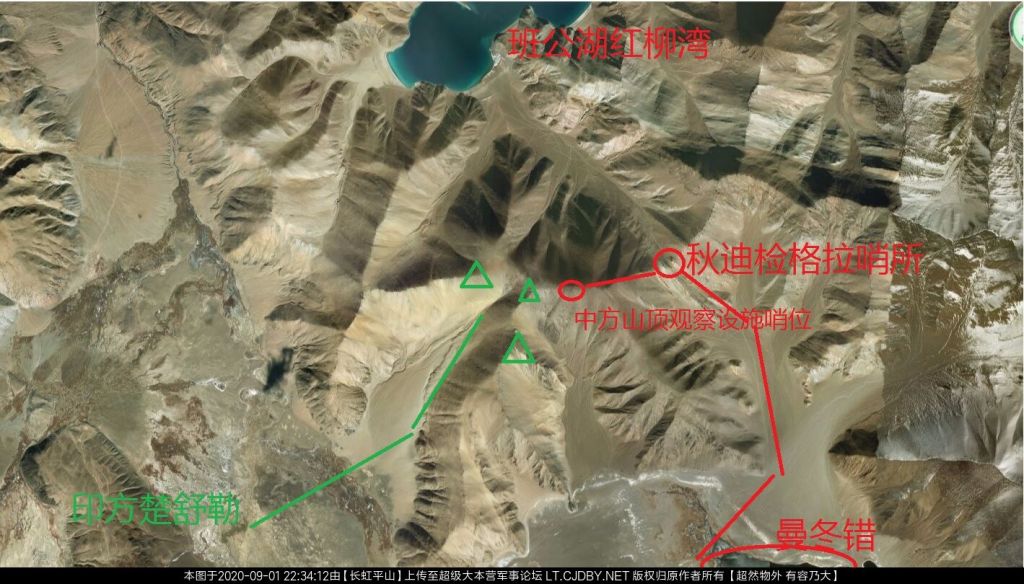 班公湖红柳湾
秋迪检格拉哨所
中方山顶观察设施哨位
印方楚舒勒
曼冬错
本图于2020-09-01 22:34:12由【长虹平山】上传至超级大本营军事论坛 LT.CJDBY.NET 版权归原作者所有【超然物外 有容乃大】